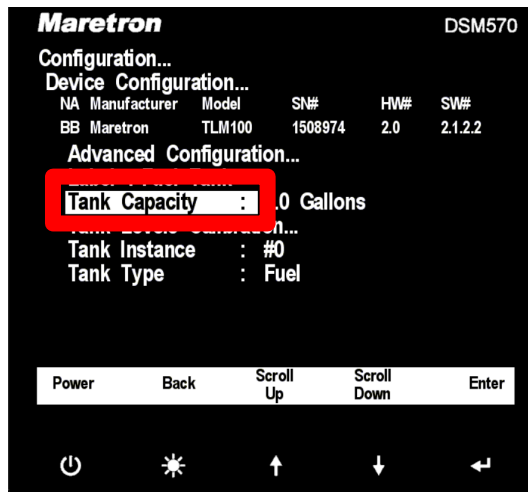 Maretron DSM570
Configuration...
Device Configuration...
NA Manufacturer Model SN# HW# SW#
BB Maretron TLM100 1508974 2.0 2.1.2.2
Advanced Configuration...
Tank Capacity : .0 Gallons
Tank Instance : #0
Tank Type : Fuel
Power Back Scroll Up Scroll Down Enter